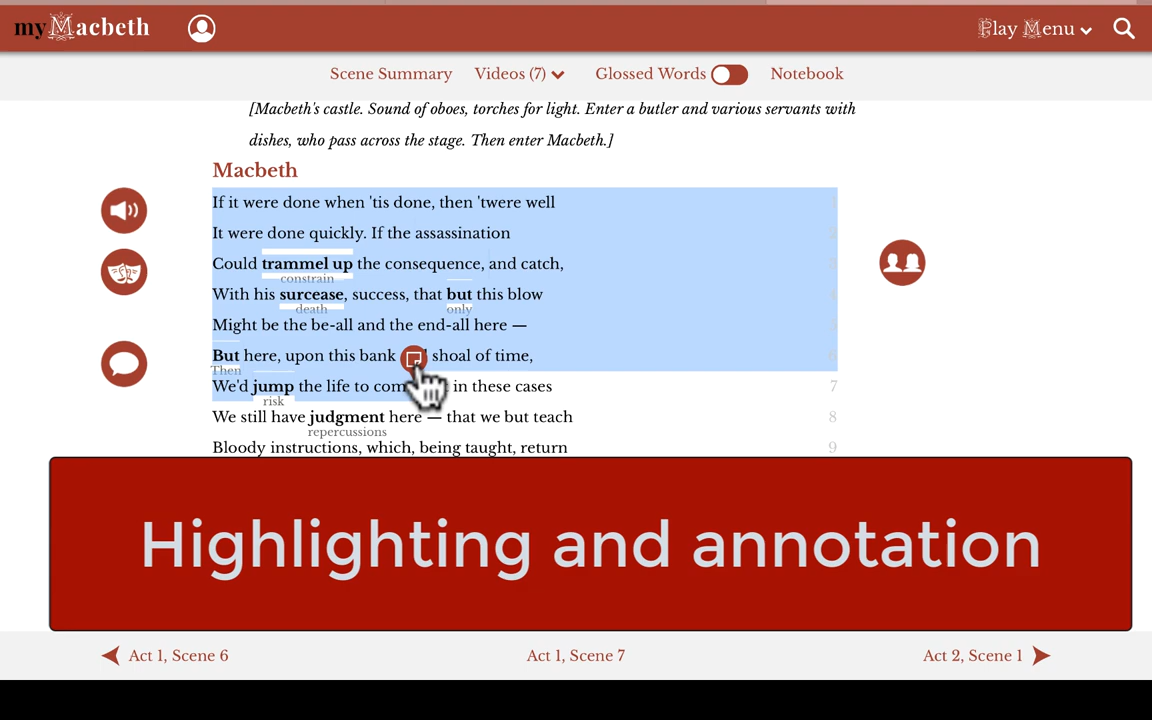 myMacbeth
Play Menu
Scene Summary Videos (7) Glossed Words Notebook
[Macbeth's castle. Sound of oboes, torches for light. Enter a butler and various servants with
dishes, who pass across the stage. Then enter Macbeth.]
Macbeth
If it were done when 'tis done, then 'twere well 1
It were done quickly. If the assassination 2
Could trammel up the consequence, and catch, 3
constrain
With his surcease, success, that but this blow 4
death only
Might be the be-all and the end-all here — 5
But here, upon this bank shoal of time, 6
Then
We'd jump the life to com in these cases 7
risk
We still have judgment here — that we but teach 8
repercussions
Bloody instructions, which, being taught, return 9
Highlighting and annotation
Act 1, Scene 6 Act 1, Scene 7 Act 2, Scene 1